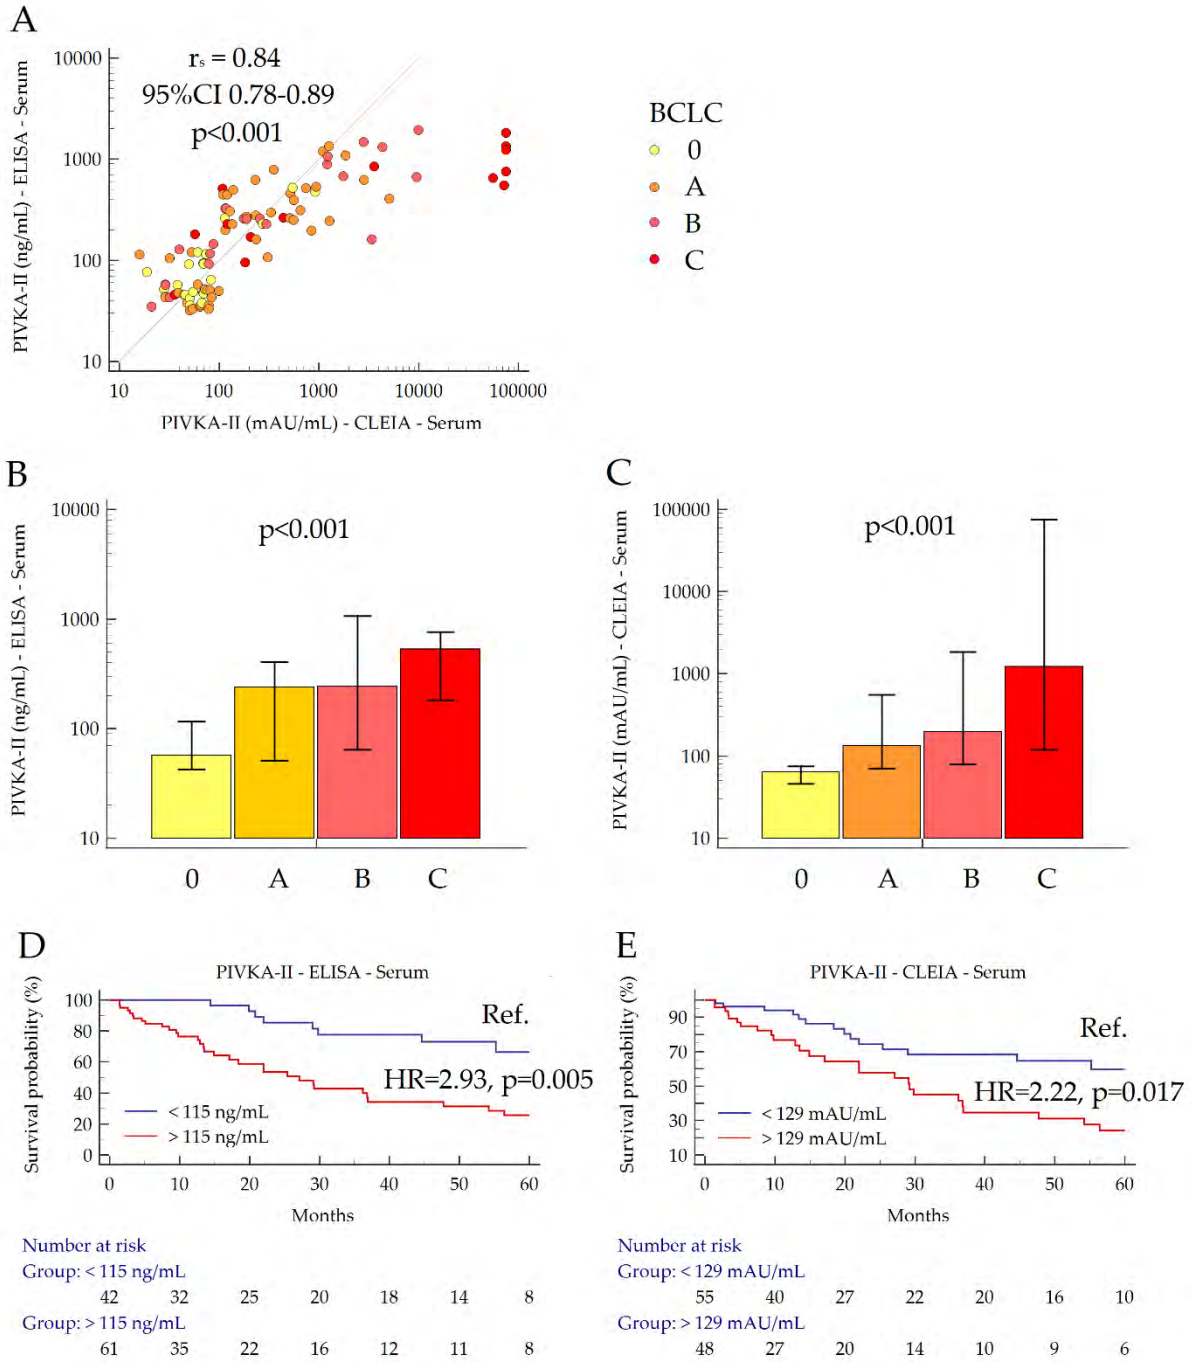 A
PIVKA-II (ng/mL) - ELISA - Serum
10000
1000
100
10
rs = 0.84
95%CI 0.78-0.89
p<0.001
10 100 1000 10000 100000
PIVKA-II (mAU/mL) - CLEIA - Serum
BCLC
0
A
B
C
B
PIVKA-II (ng/mL) - ELISA - Serum
10000
1000
100
10
p<0.001
0 A B C
C
PIVKA-II (mAU/mL) - CLEIA - Serum
100000
10000
1000
100
10
p<0.001
0 A B C
D
PIVKA-II - ELISA - Serum
Survival probability (%)
100
80
60
40
20
0
Ref.
HR=2.93, p=0.005
< 115 ng/mL
> 115 ng/mL
0 10 20 30 40 50 60
Months
Number at risk
Group: < 115 ng/mL
42 32 25 20 18 14 8
Group: > 115 ng/mL
61 35 22 16 12 11 8
E
PIVKA-II - CLEIA - Serum
Survival probability (%)
90
70
50
30
10
Ref.
HR=2.22, p=0.017
< 129 mAU/mL
> 129 mAU/mL
0 10 20 30 40 50 60
Months
Number at risk
Group: < 129 mAU/mL
55 40 27 22 20 16 10
Group: > 129 mAU/mL
48 27 20 14 10 9 6